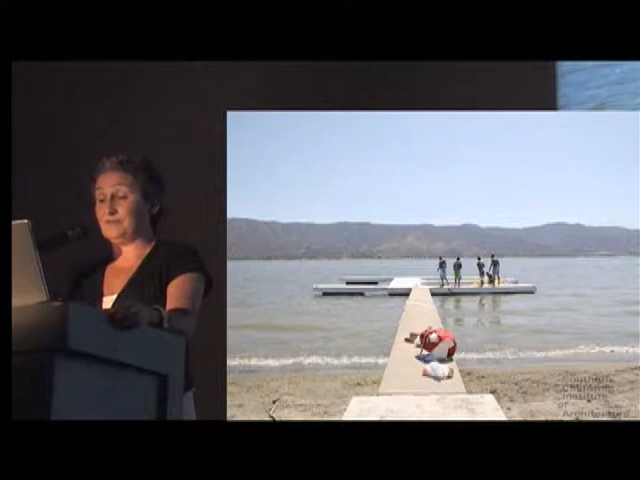 Southern
California
Institute
of
Architecture